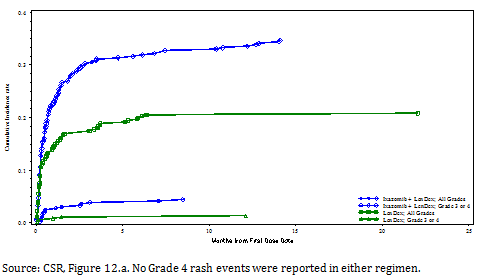 0.4
0.3
0.2
0.1
0.0
Cumulative Incidence rate
0 5 10 15 20 25
Months from First Dose Date
Ixazomib + LenDex; All Grades
Ixazomib + LenDex; Grade 3 or 4
LenDex; All Grades
LenDex; Grade 3 or 4
Source: CSR, Figure 12.a. No Grade 4 rash events were reported in either regimen.